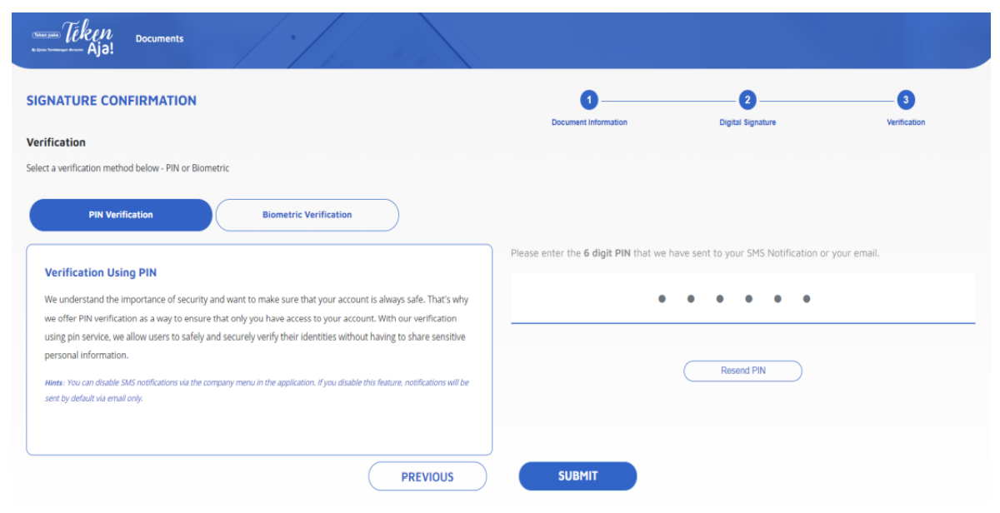 Teken pake
Teken
Aja!
Documents
SIGNATURE CONFIRMATION
1
2
3
Document Information
Digital Signature
Verification
Verification
Select a verification method below - PIN or Biometric
PIN Verification
Biometric Verification
Verification Using PIN
We understand the importance of security and want to make sure that your account is always safe. That's why
we offer PIN verification as a way to ensure that only you have access to your account. With our verification
using pin service, we allow users to safely and securely verify their identities without having to share sensitive
personal information.
Hints: You can disable SMS notifications via the company menu in the application. If you disable this feature, notifications will be
sent by default via email only.
Please enter the 6 digit PIN that we have sent to your SMS Notification or your email.
Resend PIN
PREVIOUS
SUBMIT